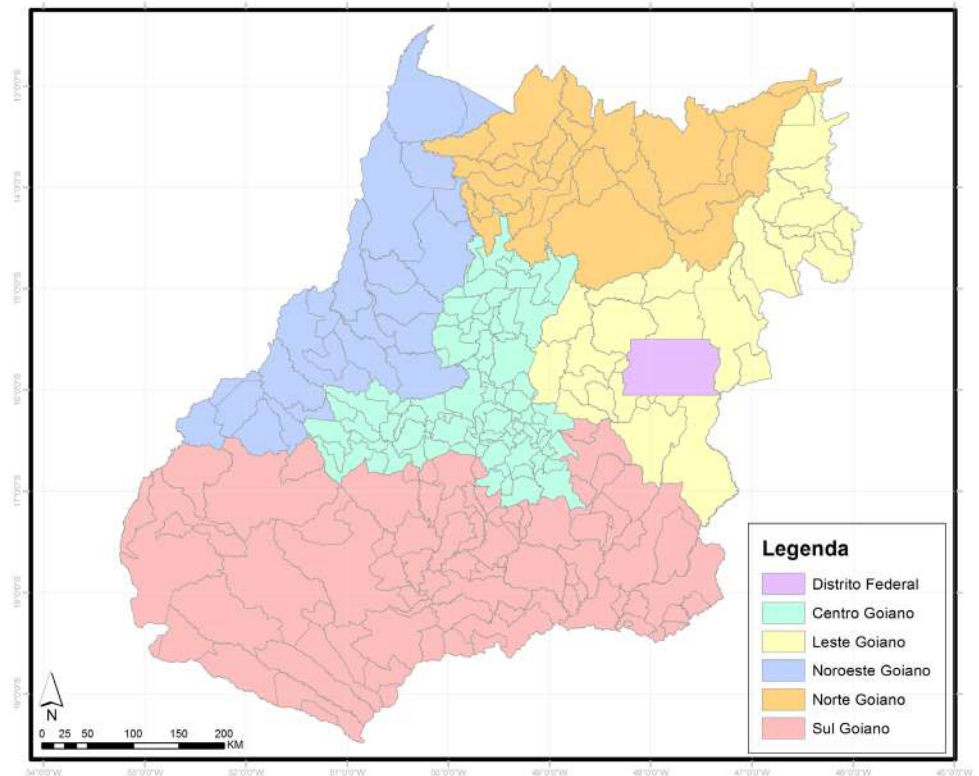 Legenda
Distrito Federal
Centro Goiano
Leste Goiano
Noroeste Goiano
Norte Goiano
Sul Goiano
N
0 25 50 100 150 200
KM